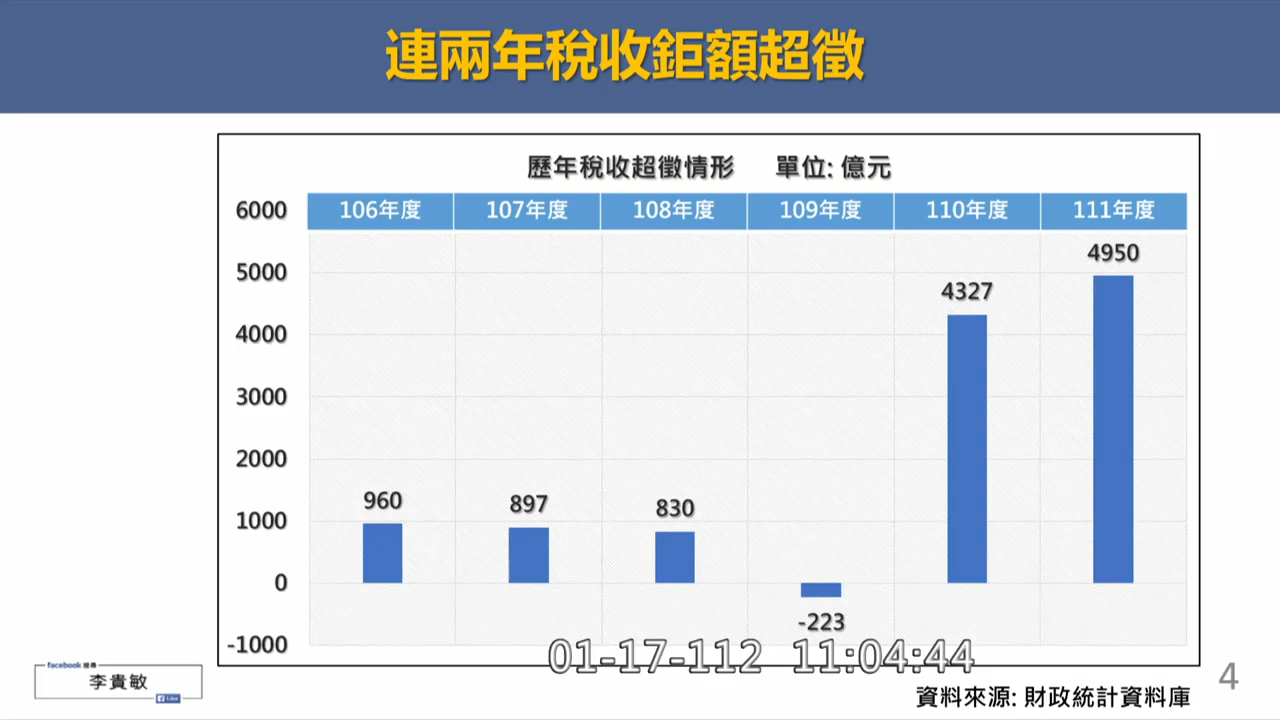 連兩年稅收鉅額超徵
歷年稅收超徵情形 單位: 億元
6000 106年度 107年度 108年度 109年度 110年度 111年度
5000
4000
3000
2000
1000
0
-1000
960
897
830
-223
4327
4950
01-17-112 11:04:44
facebook 搜尋
李貴敏
Like
資料來源: 財政統計資料庫
4